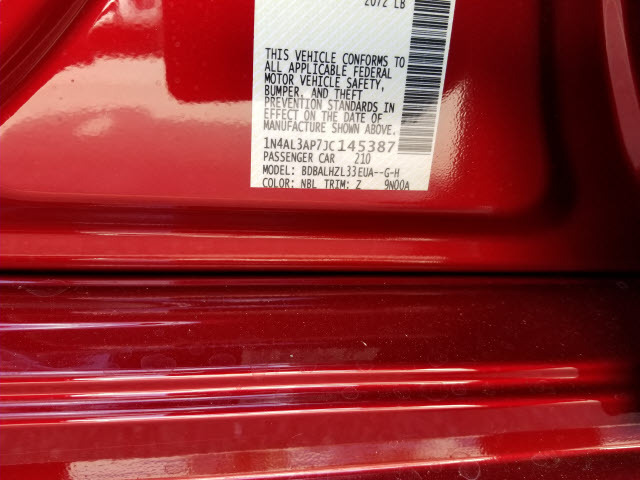 2072 LB
THIS VEHICLE CONFORMS TO
ALL APPLICABLE FEDERAL
MOTOR VEHICLE SAFETY,
BUMPER, AND THEFT
PREVENTION STANDARDS IN
EFFECT ON THE DATE OF
MANUFACTURE SHOWN ABOVE.
1N4AL3AP7JC145387
PASSENGER CAR 210
MODEL: BDBALHZL33EUA--G-H
COLOR: NBL TRIM: Z 9N00A